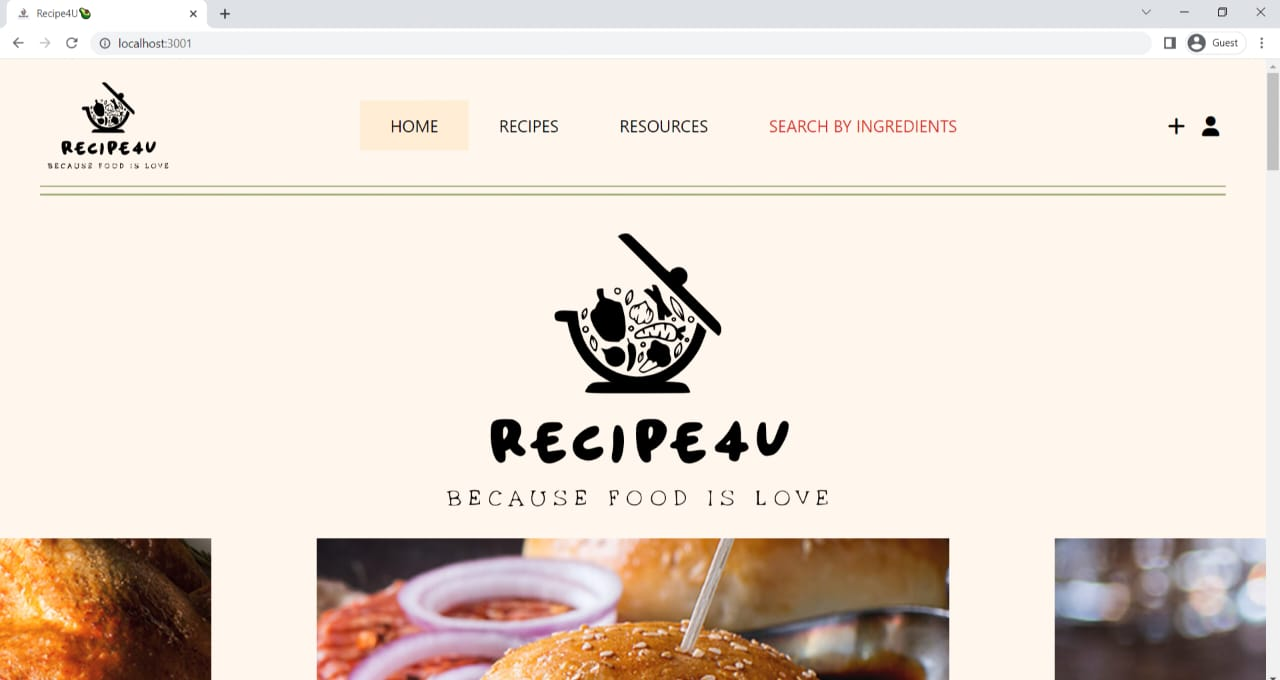 Recipe4U🥑
localhost:3001
Guest
RECIPE4U
BECAUSE FOOD IS LOVE
HOME
RECIPES
RESOURCES
SEARCH BY INGREDIENTS
RECIPE4U
BECAUSE FOOD IS LOVE